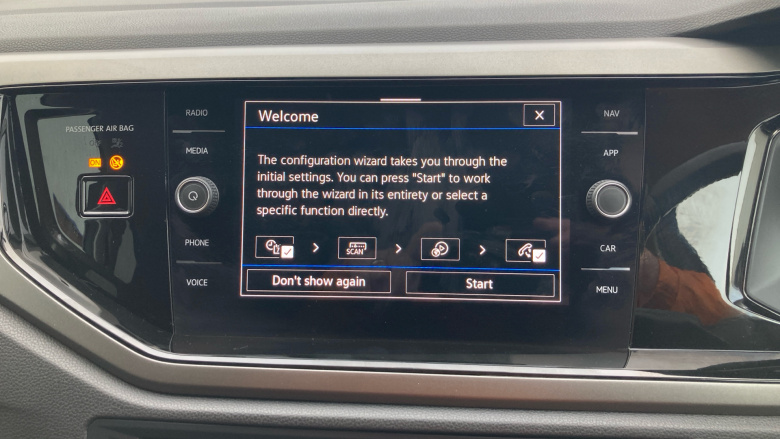 PASSENGER AIR BAG
RADIO
MEDIA
PHONE
VOICE
Welcome
The configuration wizard takes you through the
initial settings. You can press "Start" to work
through the wizard in its entirety or select a
specific function directly.
SCAN
Don't show again
Start
NAV
APP
CAR
MENU